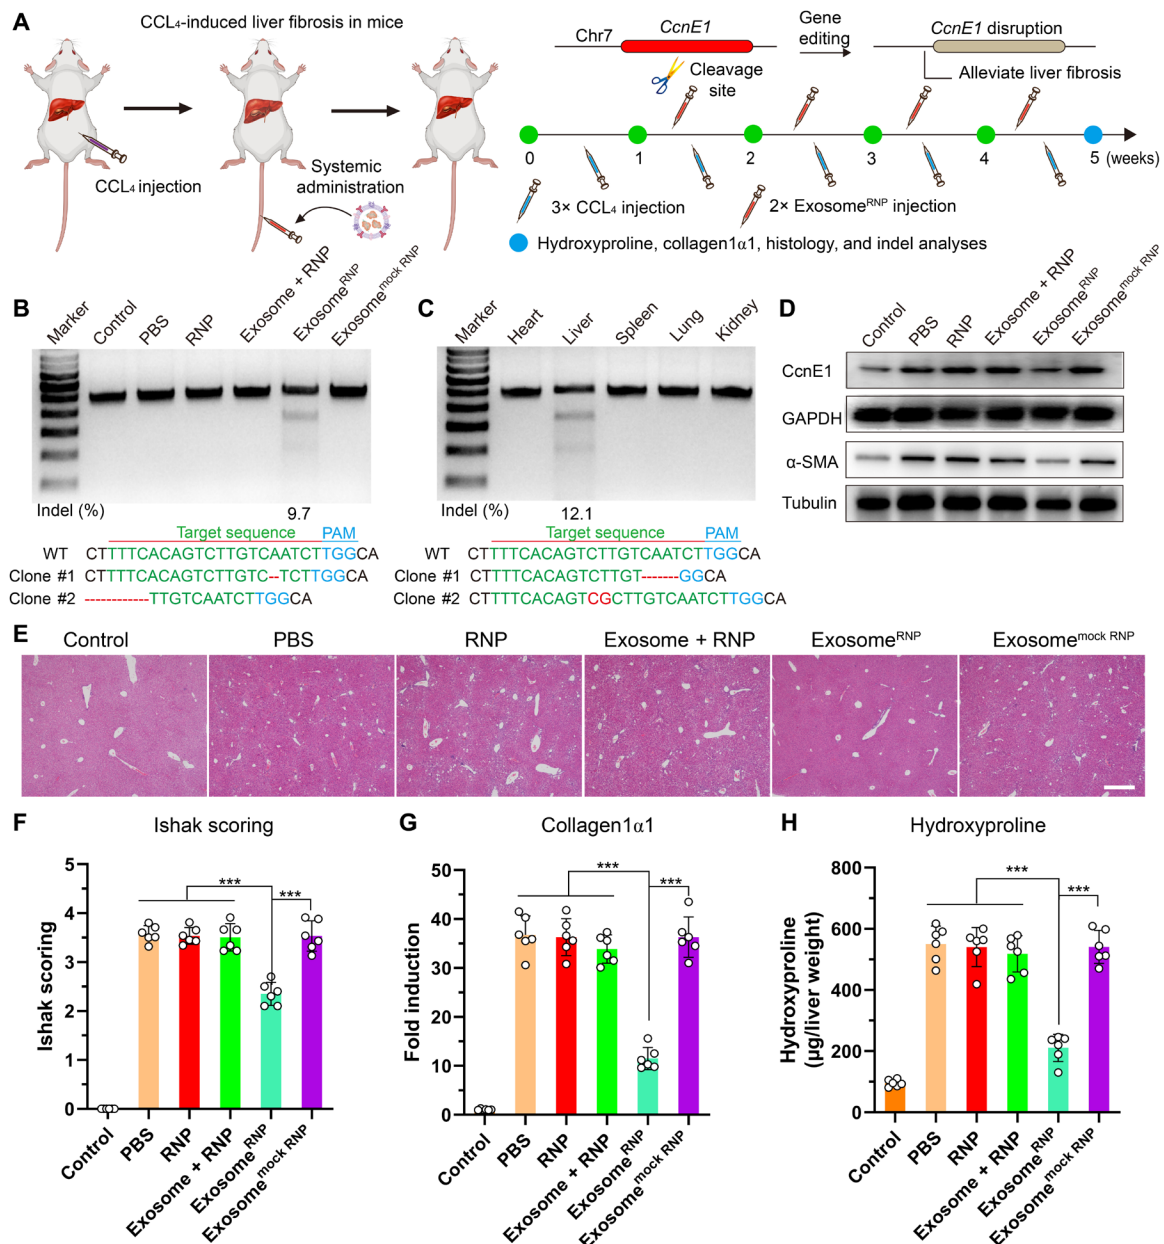 A
CCL₄-induced liver fibrosis in mice
CCL₄ injection
Systemic
administration
Chr7
CcnE1
Gene
editing
CcnE1 disruption
Cleavage
site
Alleviate liver fibrosis
0 1 2 3 4 5 (weeks)
3× CCL₄ injection
2× Exosome^RNP injection
Hydroxyproline, collagen1α1, histology, and indel analyses
B
Marker Control PBS RNP Exosome + RNP Exosome^RNP Exosome^mock RNP
Indel (%) 9.7
Target sequence PAM
WT CTTTTCACAGTCTTGTCAATCTTGGCA
Clone #1 CTTTTCACAGTCTTGTC--TCTTGGCA
Clone #2 ------------TTGTCAATCTTGGCA
C
Marker Heart Liver Spleen Lung Kidney
Indel (%) 12.1
Target sequence PAM
WT CTTTTCACAGTCTTGTCAATCTTGGCA
Clone #1 CTTTTCACAGTCTTGT-------GGCA
Clone #2 CTTTTCACAGTCGCTTGTCAATCTTGGCA
D
Control PBS RNP Exosome + RNP Exosome^RNP Exosome^mock RNP
CcnE1
GAPDH
α-SMA
Tubulin
E
Control PBS RNP Exosome + RNP Exosome^RNP Exosome^mock RNP
F
Ishak scoring
Ishak scoring
5
4
3
2
1
0
*** ***
Control PBS RNP Exosome + RNP Exosome^RNP Exosome^mock RNP
G
Collagen1α1
Fold induction
50
40
30
20
10
0
*** ***
Control PBS RNP Exosome + RNP Exosome^RNP Exosome^mock RNP
H
Hydroxyproline
Hydroxyproline
(µg/liver weight)
800
600
400
200
0
*** ***
Control PBS RNP Exosome + RNP Exosome^RNP Exosome^mock RNP